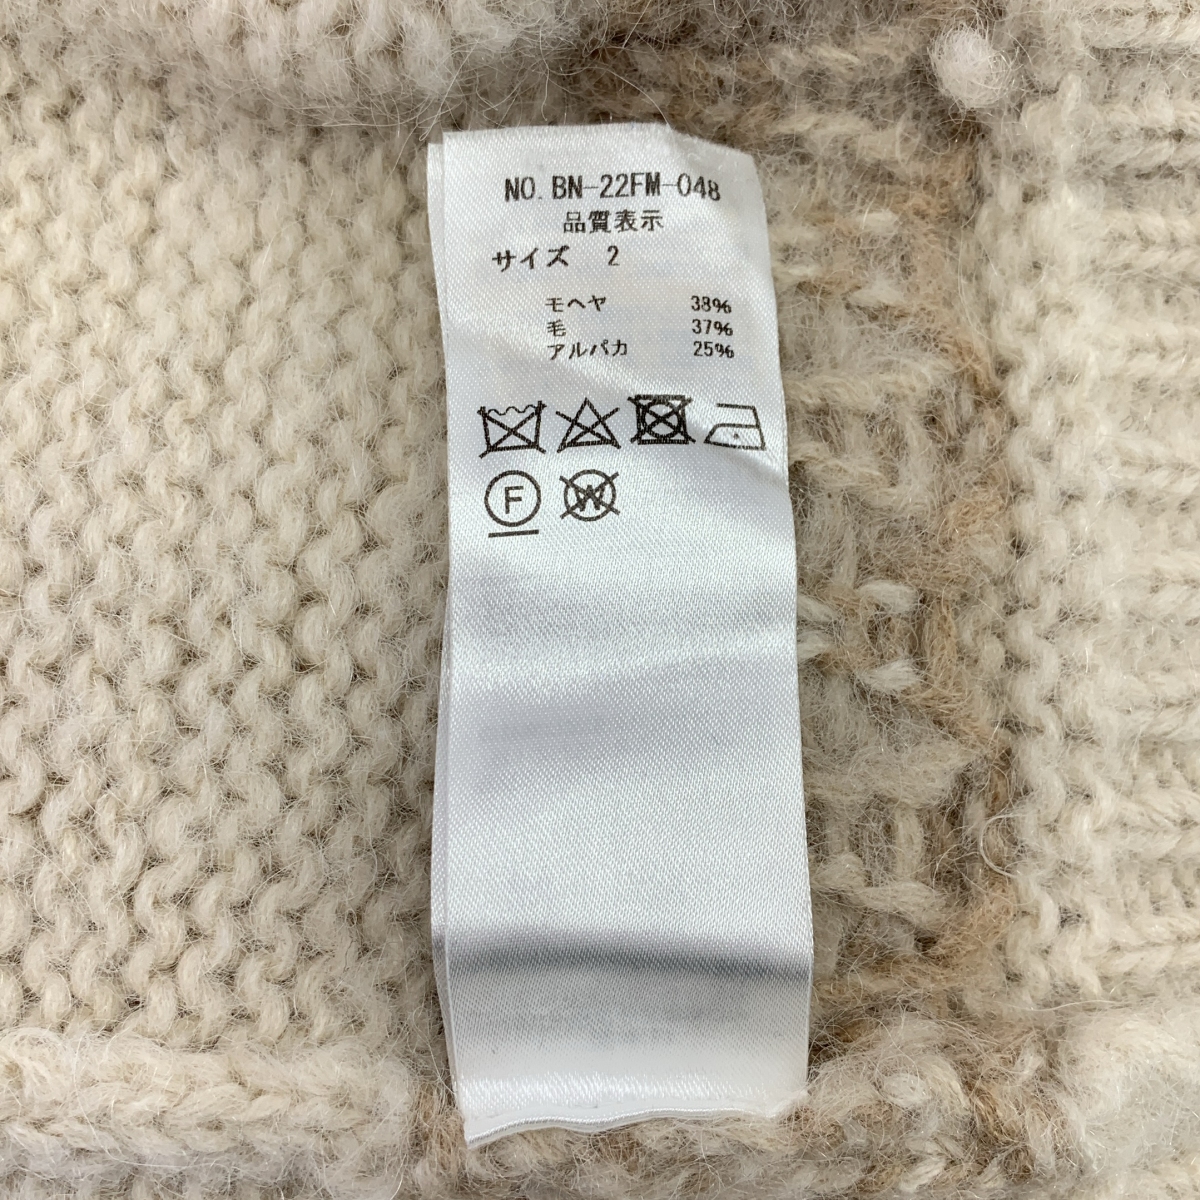 NO. BN-22FM-048
品質表示
サイズ 2
モヘヤ 38%
毛 37%
アルパカ 25%
F W